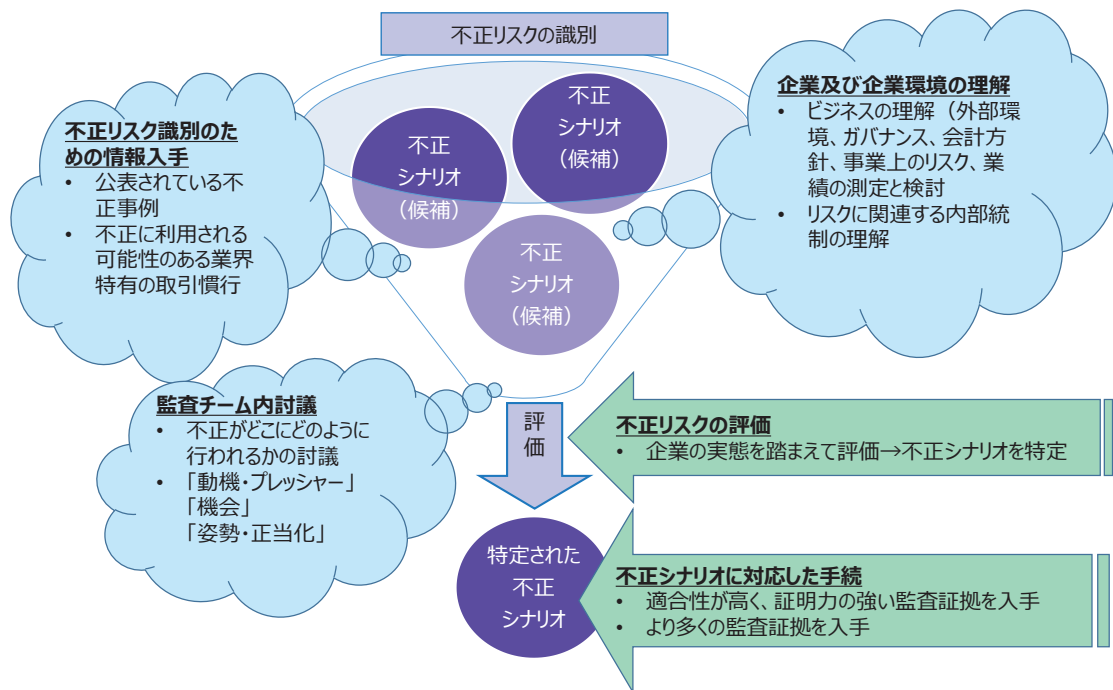 不正リスクの識別
不正リスク識別のた
めの情報入手
• 公表されている不
正事例
• 不正に利用される
可能性のある業界
特有の取引慣行
不正
シナリオ
（候補）
不正
シナリオ
（候補）
不正
シナリオ
（候補）
企業及び企業環境の理解
• ビジネスの理解（外部環
境、ガバナンス、会計方
針、事業上のリスク、業
績の測定と検討
• リスクに関連する内部統
制の理解
監査チーム内討議
• 不正がどこにどのように
行われるかの討議
• 「動機・プレッシャー」
「機会」
「姿勢・正当化」
評
価
不正リスクの評価
• 企業の実態を踏まえて評価→不正シナリオを特定
特定された
不正
シナリオ
不正シナリオに対応した手続
• 適合性が高く、証明力の強い監査証拠を入手
• より多くの監査証拠を入手